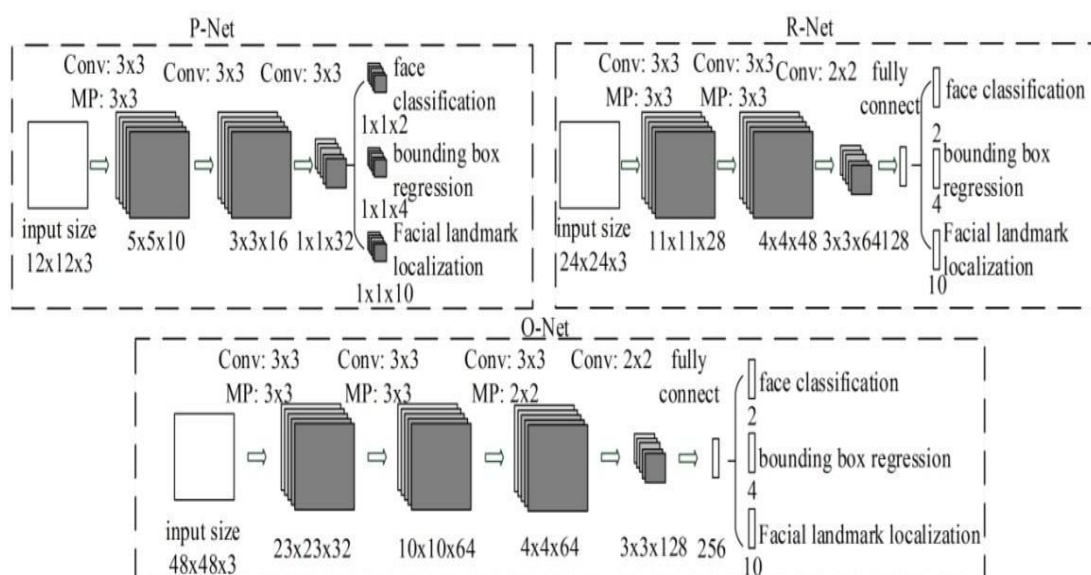 P-Net
Conv: 3x3 Conv: 3x3 Conv: 3x3
MP: 3x3
face
classification
1x1x2
bounding box
regression
1x1x4
Facial landmark
localization
1x1x10
input size
12x12x3
5x5x10 3x3x16 1x1x32
R-Net
Conv: 3x3 Conv: 3x3 Conv: 2x2 fully
MP: 3x3 MP: 3x3 connect
face classification
2
bounding box
regression
4
Facial landmark
localization
10
input size
24x24x3
11x11x28 4x4x48 3x3x64 128
O-Net
Conv: 3x3 Conv: 3x3 Conv: 3x3 Conv: 2x2 fully
MP: 3x3 MP: 3x3 MP: 2x2 connect
face classification
2
bounding box regression
4
Facial landmark localization
10
input size
48x48x3
23x23x32 10x10x64 4x4x64 3x3x128 256